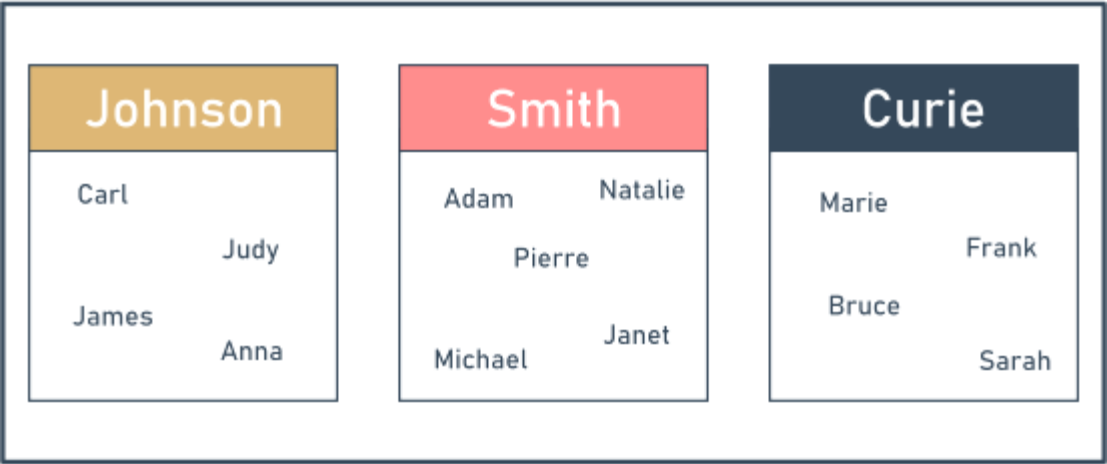 Johnson
Carl
Judy
James
Anna
Smith
Adam
Natalie
Pierre
Janet
Michael
Curie
Marie
Frank
Bruce
Sarah